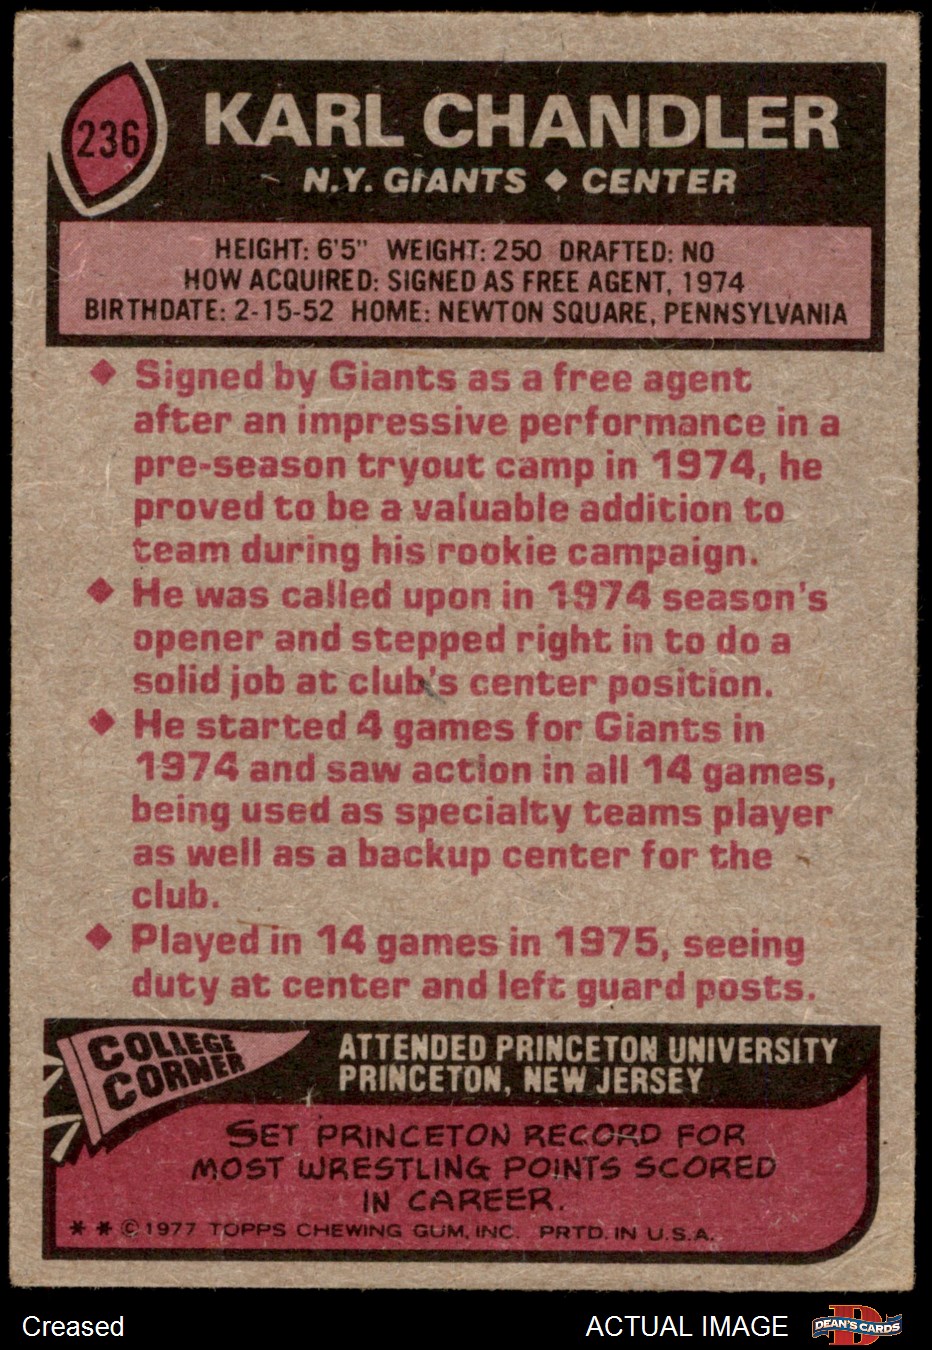 236
KARL CHANDLER
N.Y. GIANTS ♦ CENTER
HEIGHT: 6'5" WEIGHT: 250 DRAFTED: NO
HOW ACQUIRED: SIGNED AS FREE AGENT, 1974
BIRTHDATE: 2-15-52 HOME: NEWTON SQUARE, PENNSYLVANIA
♦ Signed by Giants as a free agent
after an impressive performance in a
pre-season tryout camp in 1974, he
proved to be a valuable addition to
team during his rookie campaign.
♦ He was called upon in 1974 season's
opener and stepped right in to do a
solid job at club's center position.
♦ He started 4 games for Giants in
1974 and saw action in all 14 games,
being used as specialty teams player
as well as a backup center for the
club.
♦ Played in 14 games in 1975, seeing
duty at center and left guard posts.
COLLEGE
CORNER
ATTENDED PRINCETON UNIVERSITY
PRINCETON, NEW JERSEY
SET PRINCETON RECORD FOR
MOST WRESTLING POINTS SCORED
IN CAREER.
* * © 1977 TOPPS CHEWING GUM, INC. PRTD. IN U.S.A.
Creased
ACTUAL IMAGE
D
DEAN'S CARDS